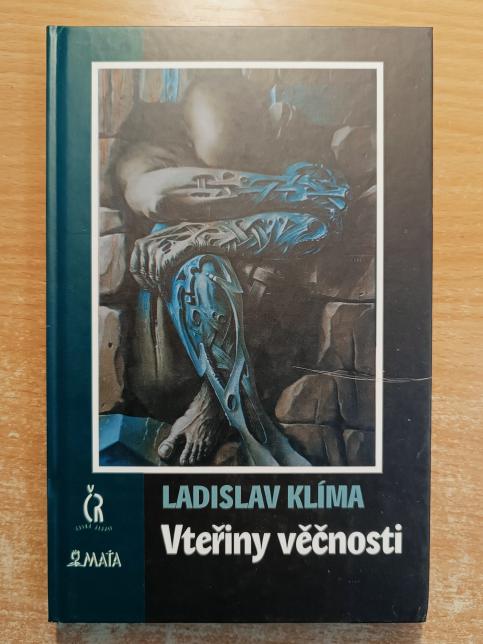 LADISLAV KLÍMA
Vteřiny věčnosti
ČR
MAŤA